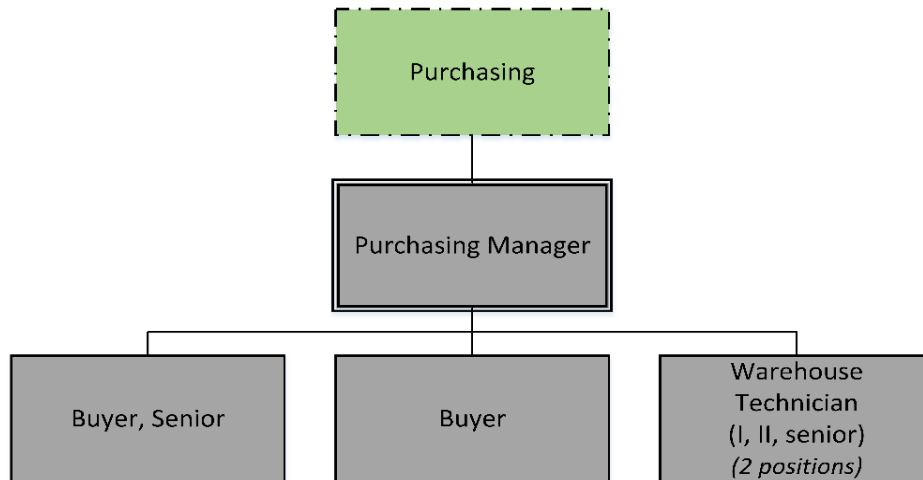 Purchasing
Purchasing Manager
Buyer, Senior
Buyer
Warehouse
Technician
(I, II, senior)
(2 positions)